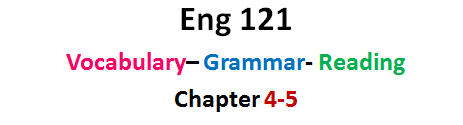 Eng 121
Vocabulary– Grammar- Reading
Chapter 4-5